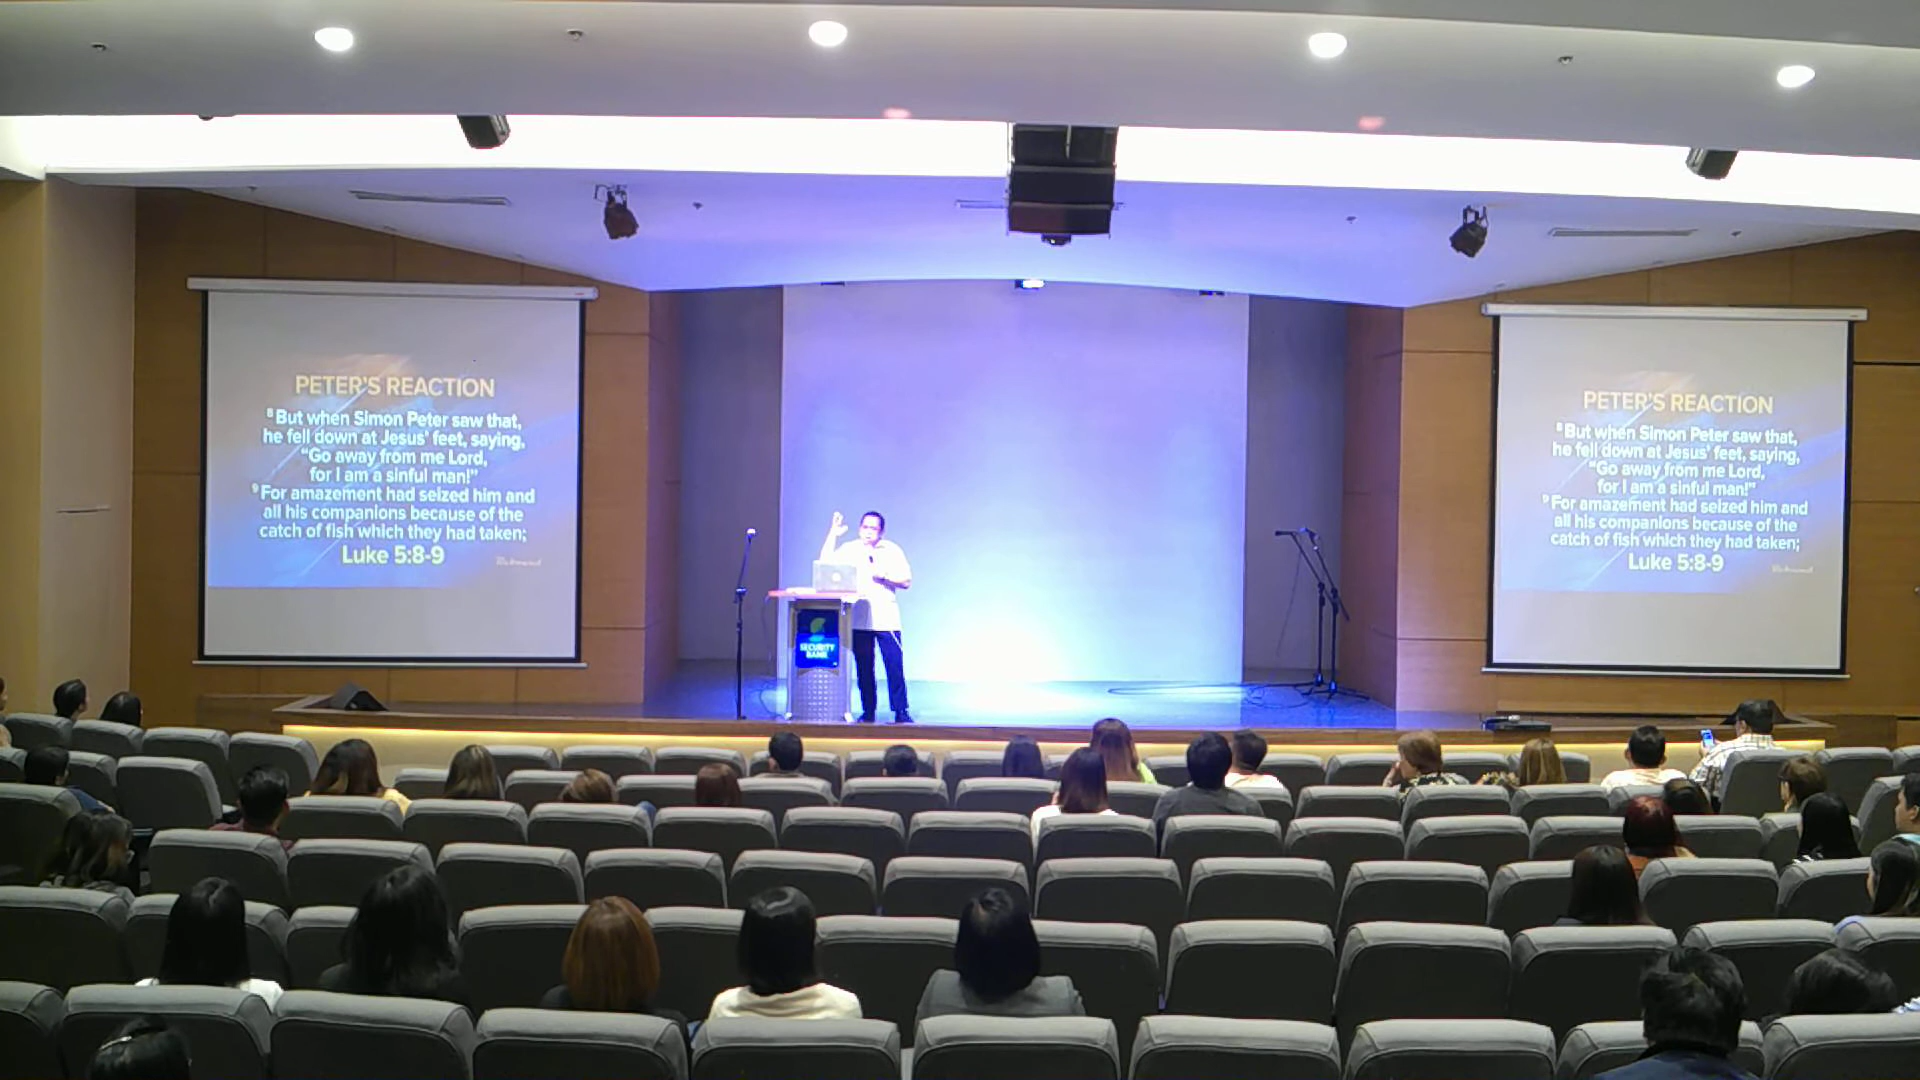 PETER'S REACTION
⁸ But when Simon Peter saw that,
he fell down at Jesus' feet, saying,
“Go away from me Lord,
for I am a sinful man!”
⁹ For amazement had seized him and
all his companions because of the
catch of fish which they had taken;
Luke 5:8-9
SECURITY
BANK
PETER'S REACTION
⁸ But when Simon Peter saw that,
he fell down at Jesus' feet, saying,
“Go away from me Lord,
for I am a sinful man!”
⁹ For amazement had seized him and
all his companions because of the
catch of fish which they had taken;
Luke 5:8-9